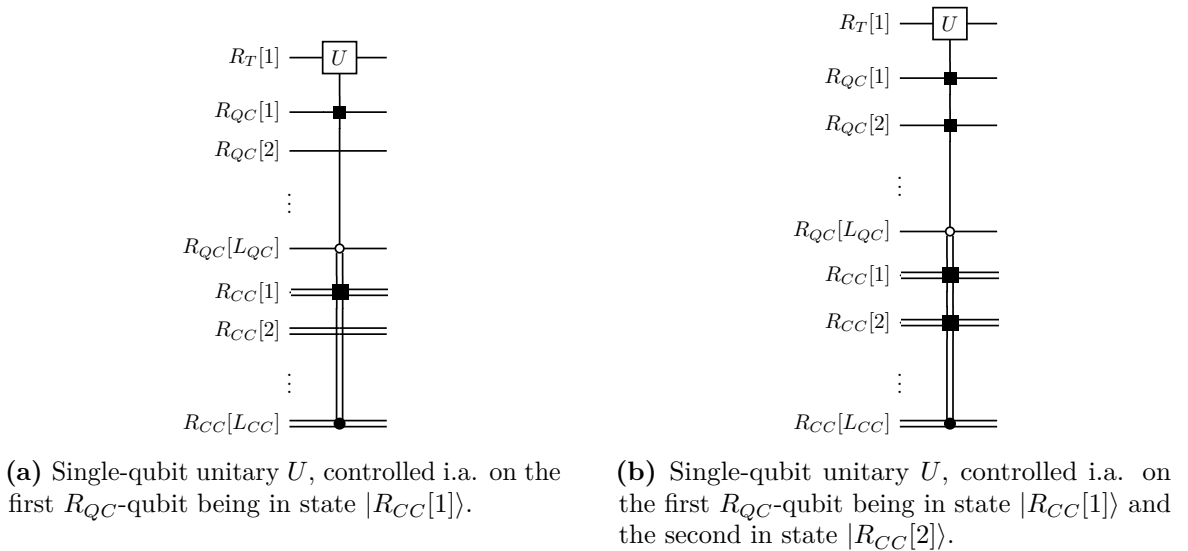 R_T[1] U
R_QC[1]
R_QC[2]
⋮
R_QC[L_QC]
R_CC[1]
R_CC[2]
⋮
R_CC[L_CC]
(a) Single-qubit unitary U, controlled i.a. on the
first R_QC-qubit being in state |R_CC[1]⟩.
R_T[1] U
R_QC[1]
R_QC[2]
⋮
R_QC[L_QC]
R_CC[1]
R_CC[2]
⋮
R_CC[L_CC]
(b) Single-qubit unitary U, controlled i.a. on
the first R_QC-qubit being in state |R_CC[1]⟩ and
the second in state |R_CC[2]⟩.